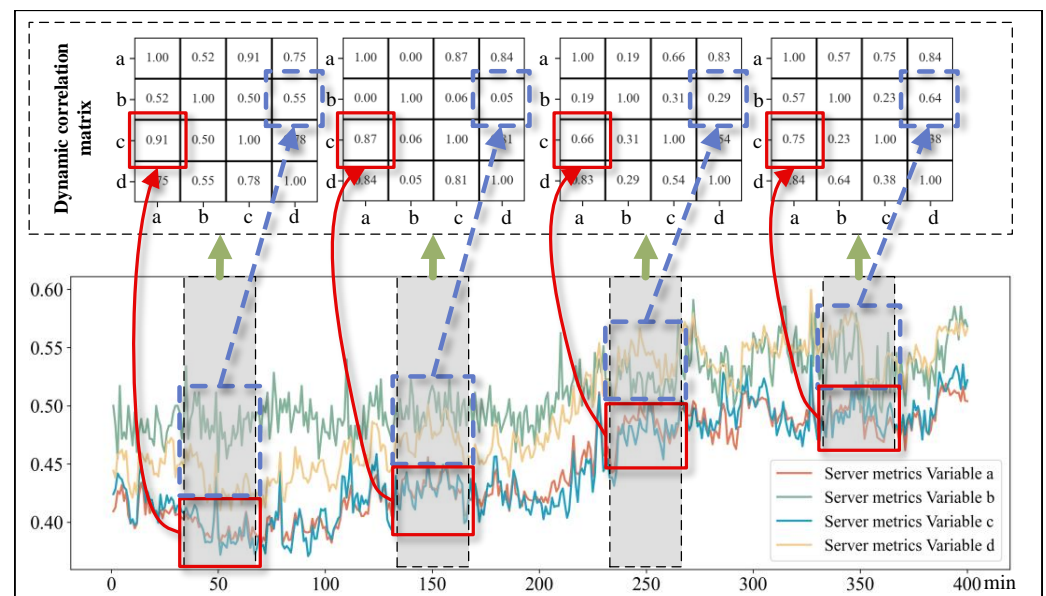 Dynamic correlation
matrix
a 1.00 0.52 0.91 0.75
b 0.52 1.00 0.50 0.55
c 0.91 0.50 1.00
d 0.55 0.78 1.00
a b c d
a 1.00 0.00 0.87 0.84
b 0.00 1.00 0.06 0.05
c 0.87 0.06 1.00
d 0.84 0.05 0.81 1.00
a b c d
a 1.00 0.19 0.66 0.83
b 0.19 1.00 0.31 0.29
c 0.66 0.31 1.00
d 0.83 0.29 0.54 1.00
a b c d
a 1.00 0.57 0.75 0.84
b 0.57 1.00 0.23 0.64
c 0.75 0.23 1.00
d 0.84 0.64 0.38 1.00
a b c d
0.60
0.55
0.50
0.45
0.40
Server metrics Variable a
Server metrics Variable b
Server metrics Variable c
Server metrics Variable d
0 50 100 150 200 250 300 350 400 min